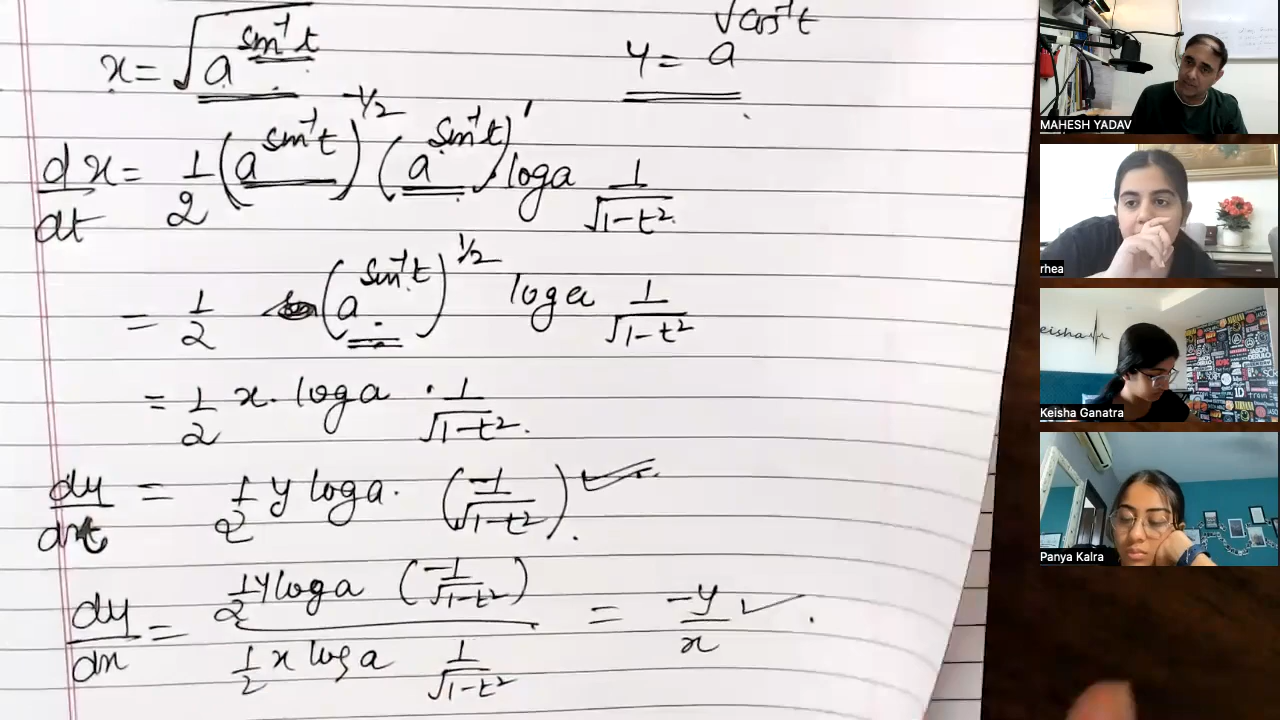 x = √a^sin⁻¹t y = a^√cos⁻¹t
dx/dt = 1/2 (a^sin⁻¹t)^-1/2 (a^sin⁻¹t)' log a 1/√1-t²
= 1/2 (a^sin⁻¹t)^1/2 log a 1/√1-t²
= 1/2 x. log a . 1/√1-t².
dy/dt = 1/2 y log a. (-1/√1-t²).
dy/dx = 1/2 y log a (-1/√1-t²) / 1/2 x log a 1/√1-t² = -y/x
MAHESH YADAV
rhea
keisha
Keisha Ganatra
Panya Kalra